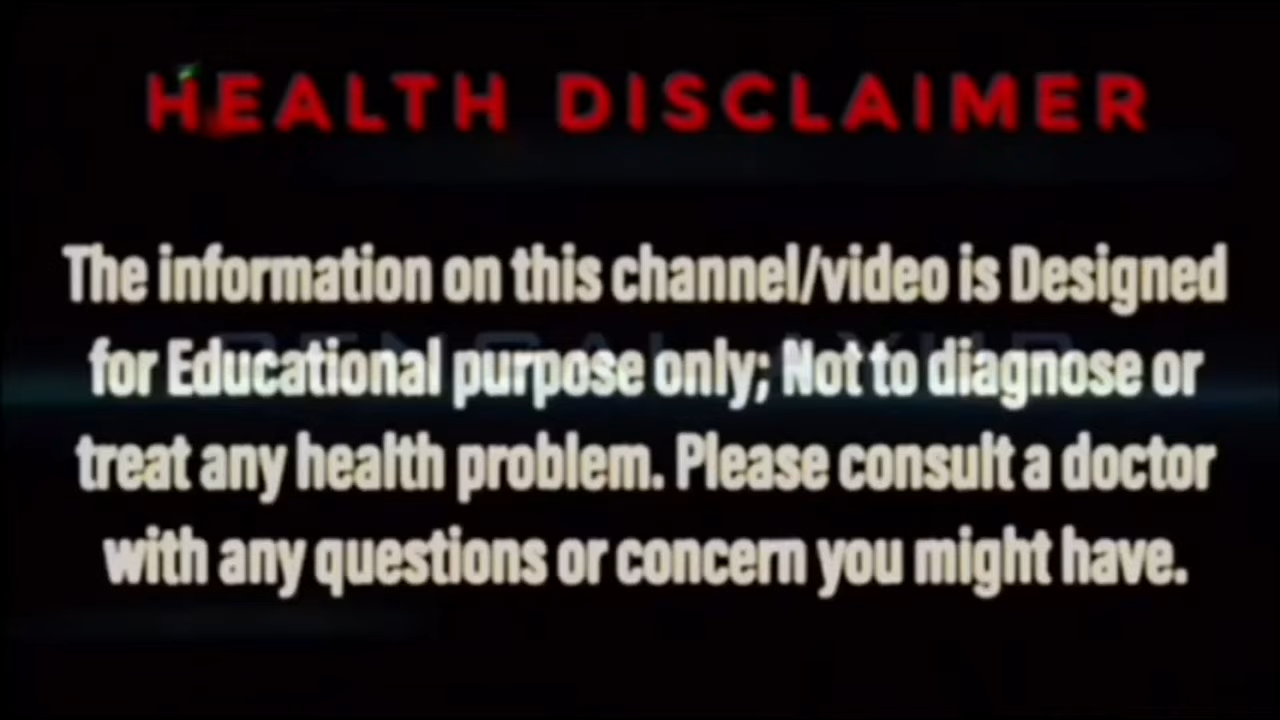 HEALTH DISCLAIMER
The information on this channel/video is Designed
for Educational purpose only; Not to diagnose or
treat any health problem. Please consult a doctor
with any questions or concern you might have.